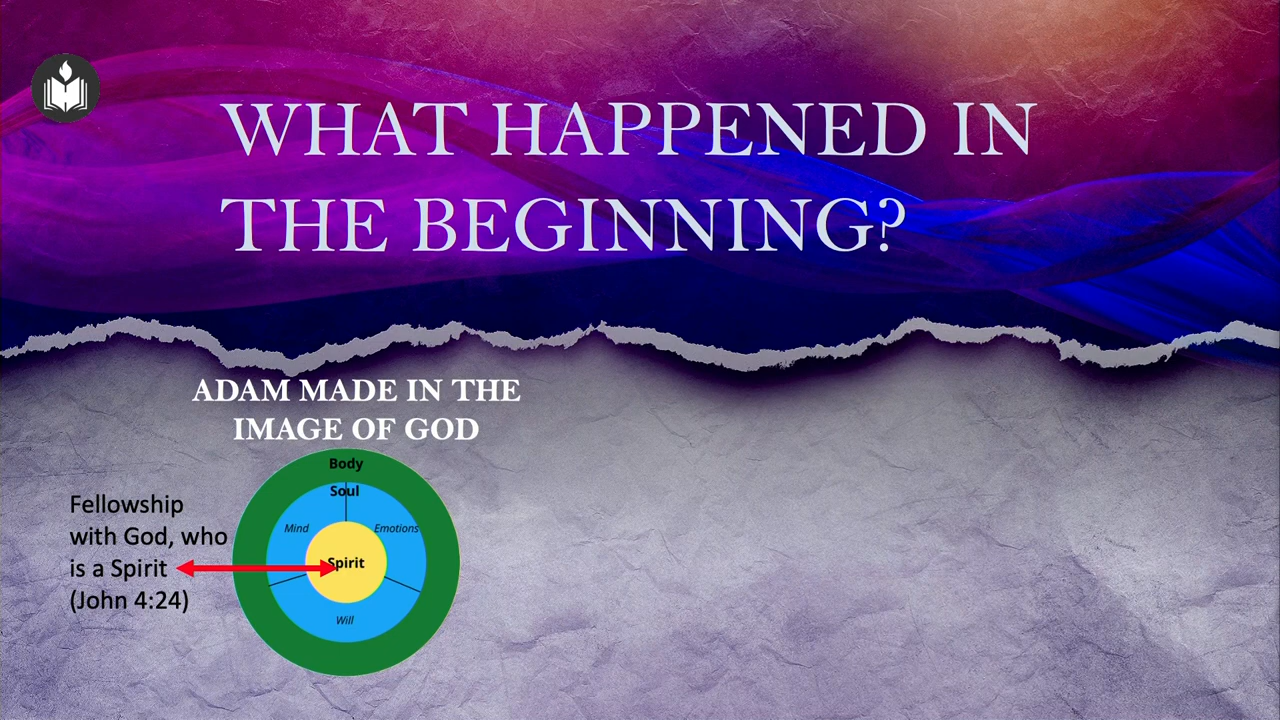 WHAT HAPPENED IN
THE BEGINNING?
ADAM MADE IN THE
IMAGE OF GOD
Body
Soul
Mind
Emotions
Spirit
Will
Fellowship
with God, who
is a Spirit
(John 4:24)